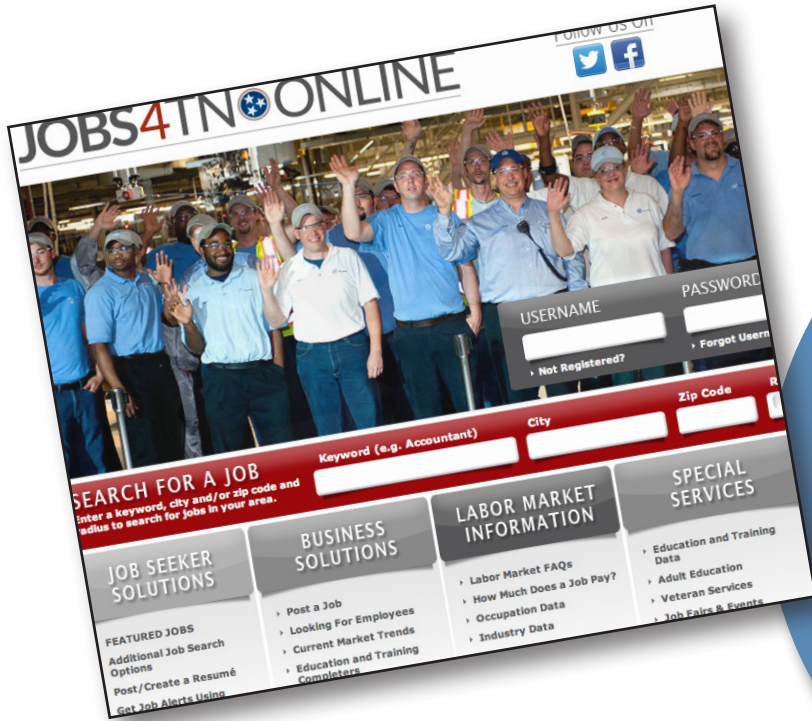 Follow Us On
JOBS4TN ONLINE
USERNAME
PASSWORD
Not Registered?
Forgot Usern
SEARCH FOR A JOB
Enter a keyword, city and/or zip code and
radius to search for jobs in your area.
Keyword (e.g. Accountant)
City
Zip Code
R
JOB SEEKER
SOLUTIONS
FEATURED JOBS
Additional Job Search
Options
Post/Create a Resumé
Get Job Alerts Using
BUSINESS
SOLUTIONS
Post a Job
Looking For Employees
Current Market Trends
Education and Training
Completers
LABOR MARKET
INFORMATION
Labor Market FAQs
How Much Does a Job Pay?
Occupation Data
Industry Data
SPECIAL
SERVICES
Education and Training
Data
Adult Education
Veteran Services
Job Fairs & Events